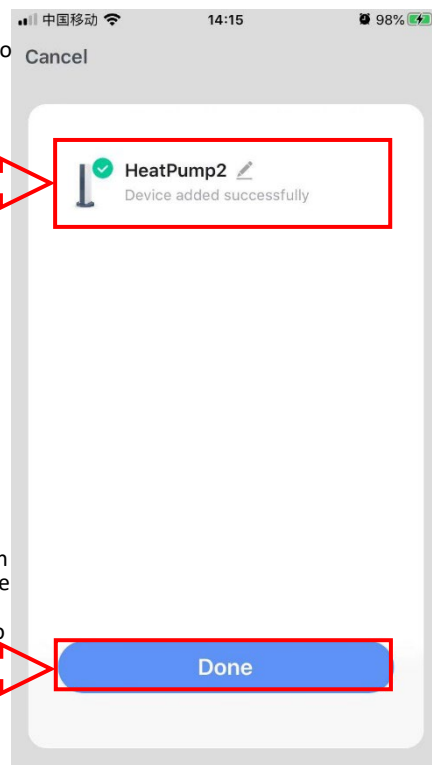 中国移动 14:15 98%
Cancel
HeatPump2
Device added successfully
Done